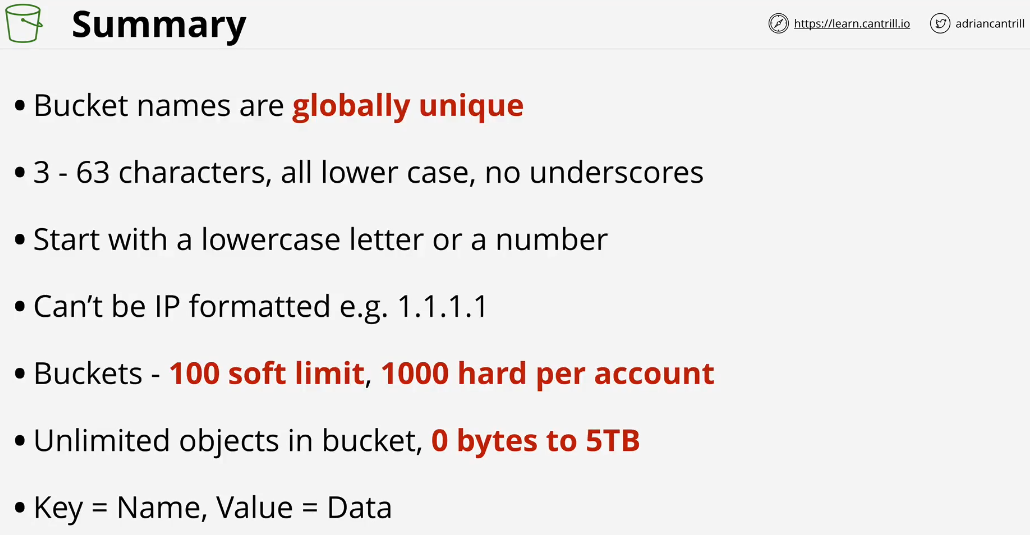 Summary
https://learn.cantrill.io
adriancantrill
• Bucket names are globally unique
• 3 - 63 characters, all lower case, no underscores
• Start with a lowercase letter or a number
• Can’t be IP formatted e.g. 1.1.1.1
• Buckets - 100 soft limit, 1000 hard per account
• Unlimited objects in bucket, 0 bytes to 5TB
• Key = Name, Value = Data